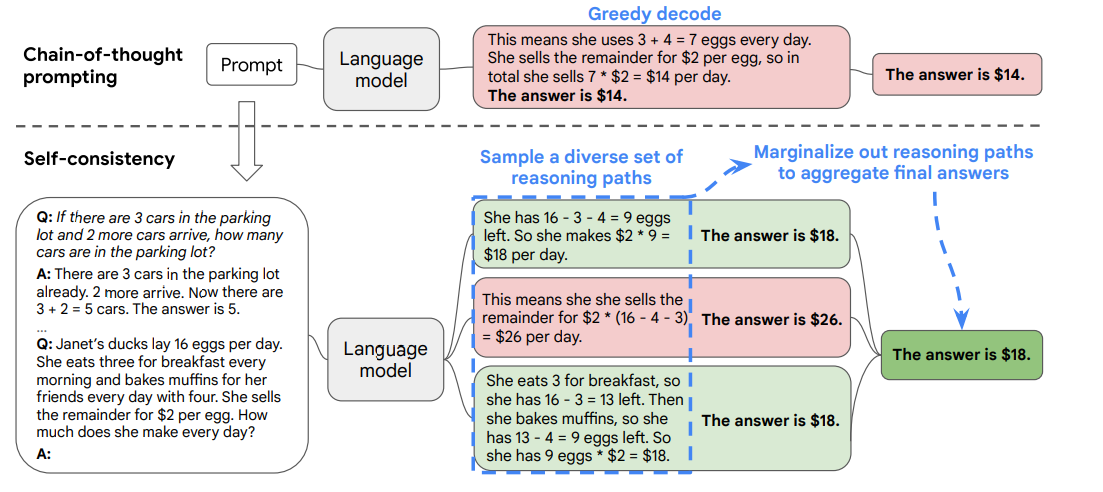 Greedy decode
Chain-of-thought
prompting
Prompt
Language
model
This means she uses 3 + 4 = 7 eggs every day.
She sells the remainder for $2 per egg, so in
total she sells 7 * $2 = $14 per day.
The answer is $14.
The answer is $14.
Self-consistency
Sample a diverse set of
reasoning paths
Marginalize out reasoning paths
to aggregate final answers
Q: If there are 3 cars in the parking
lot and 2 more cars arrive, how many
cars are in the parking lot?
A: There are 3 cars in the parking lot
already. 2 more arrive. Now there are
3 + 2 = 5 cars. The answer is 5.
...
Q: Janet's ducks lay 16 eggs per day.
She eats three for breakfast every
morning and bakes muffins for her
friends every day with four. She sells
the remainder for $2 per egg. How
much does she make every day?
A:
Language
model
She has 16 - 3 - 4 = 9 eggs
left. So she makes $2 * 9 =
$18 per day.
The answer is $18.
This means she she sells the
remainder for $2 * (16 - 4 - 3)
= $26 per day.
The answer is $26.
She eats 3 for breakfast, so
she has 16 - 3 = 13 left. Then
she bakes muffins, so she
has 13 - 4 = 9 eggs left. So
she has 9 eggs * $2 = $18.
The answer is $18.
The answer is $18.